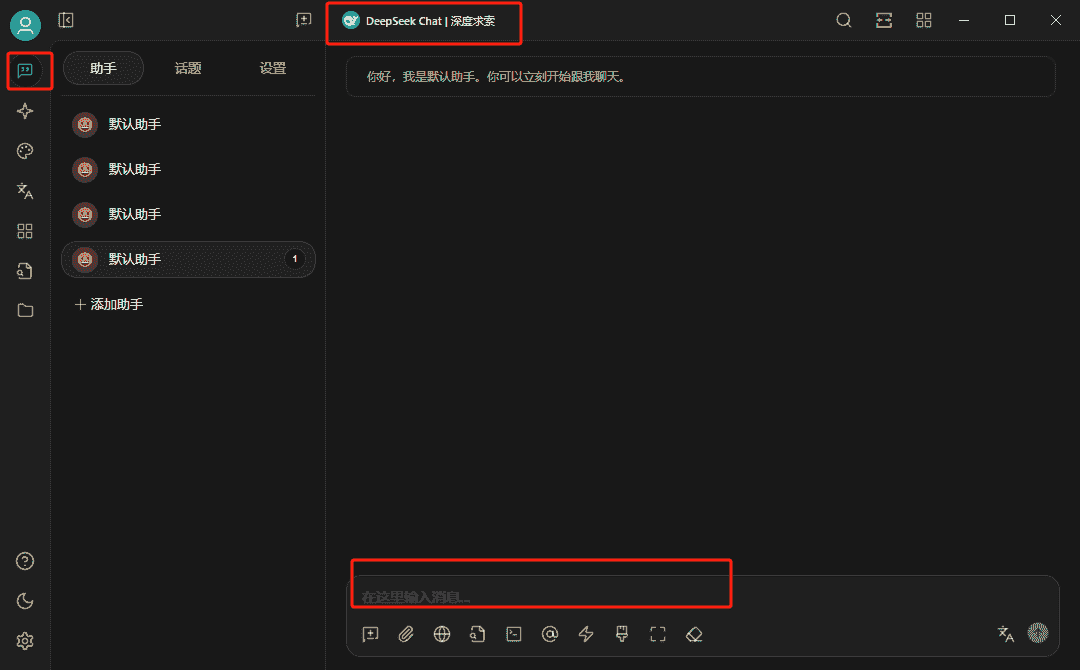 DeepSeek Chat | 深度求索
助手
话题
设置
你好，我是默认助手。你可以立刻开始跟我聊天。
默认助手
默认助手
默认助手
默认助手
1
添加助手
在这里输入消息...